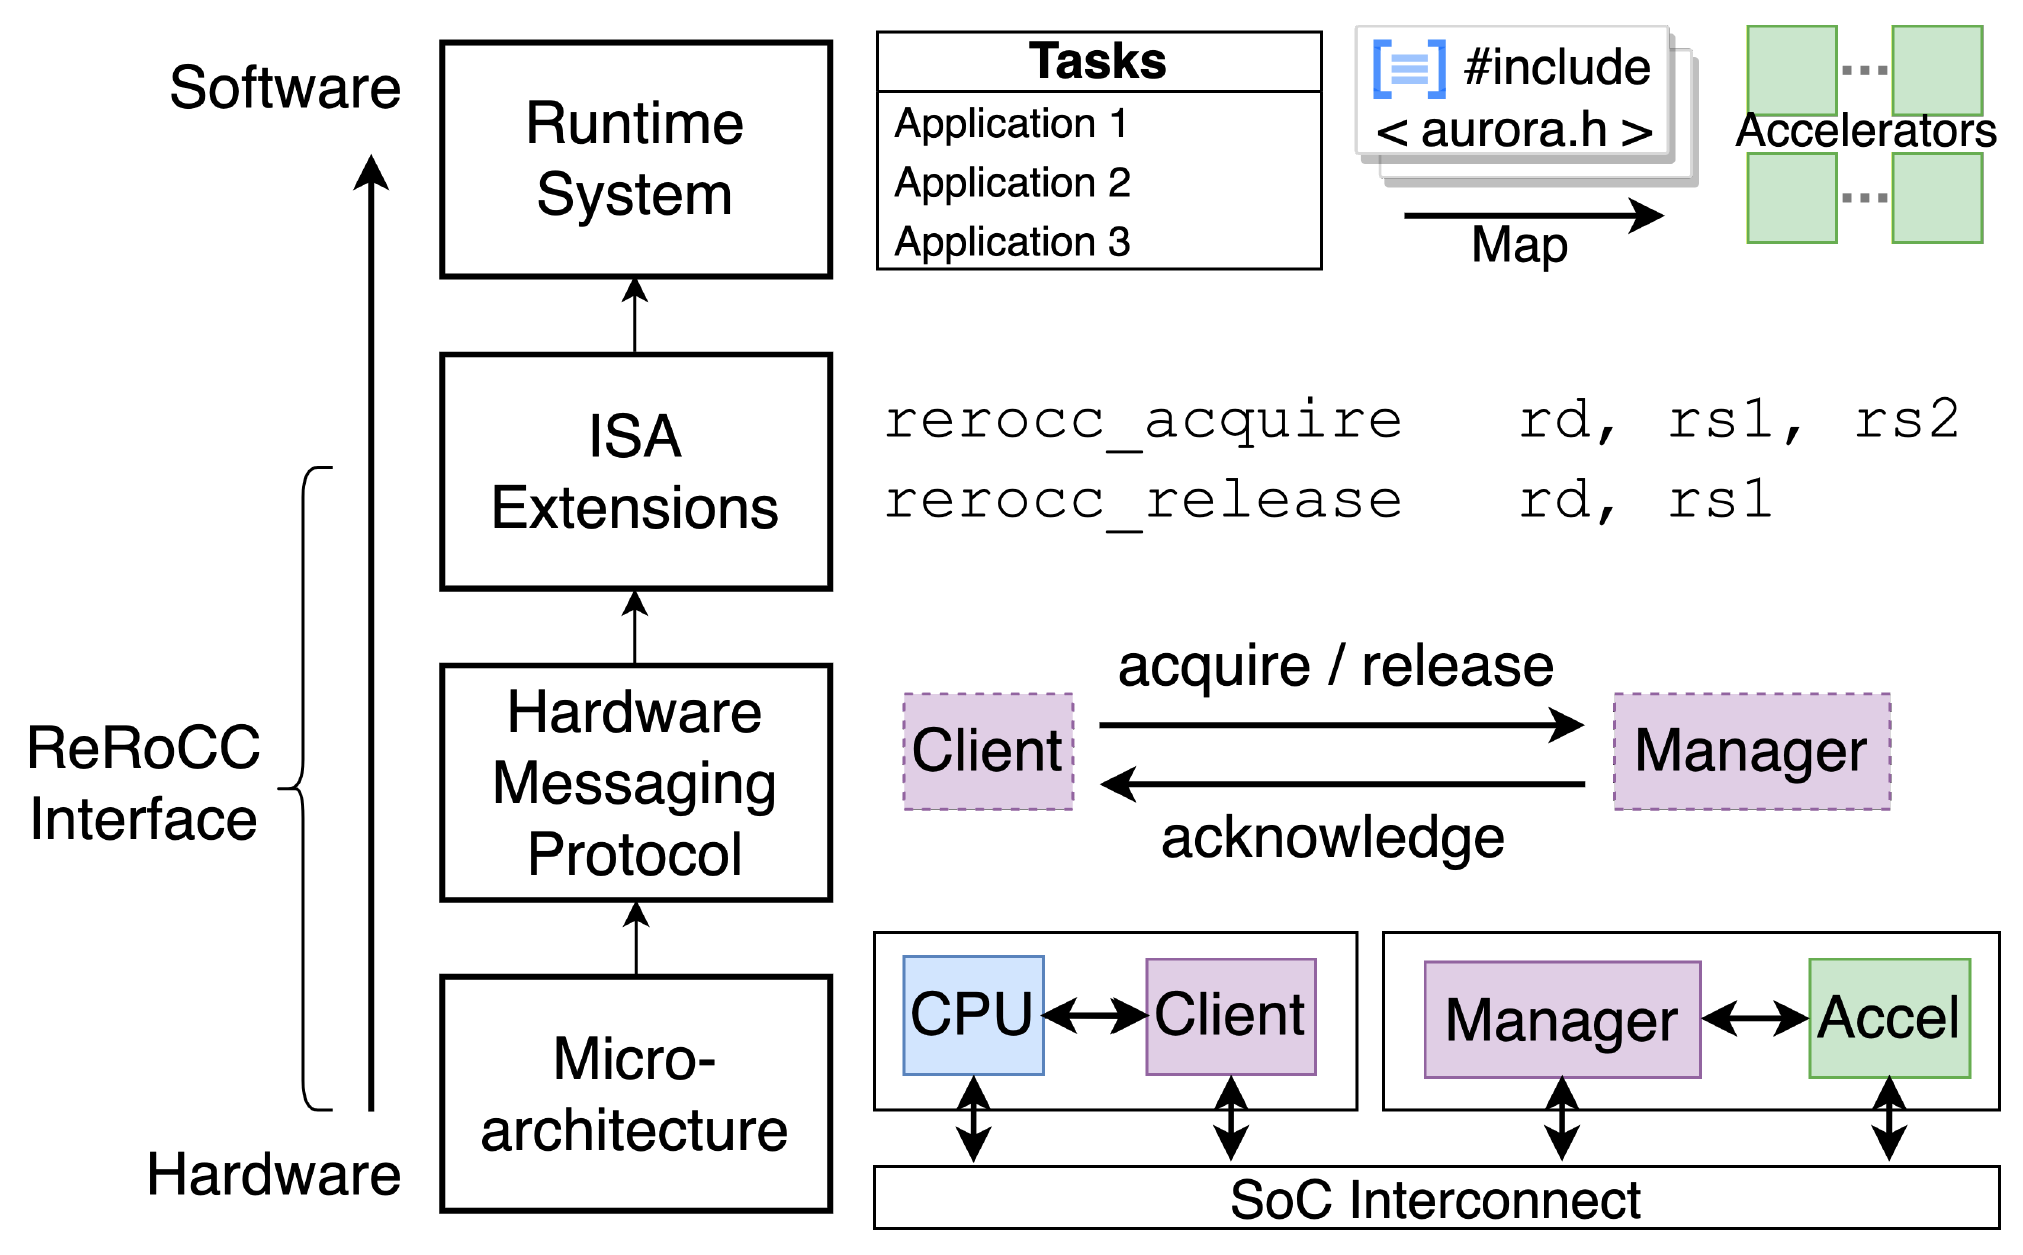 Software
Runtime
System
Tasks
Application 1
Application 2
Application 3
#include
< aurora.h >
Map
Accelerators
ISA
Extensions
rerocc_acquire rd, rs1, rs2
rerocc_release rd, rs1
ReRoCC
Interface
Hardware
Messaging
Protocol
Client
acquire / release
acknowledge
Manager
Micro-
architecture
CPU
Client
Manager
Accel
SoC Interconnect
Hardware